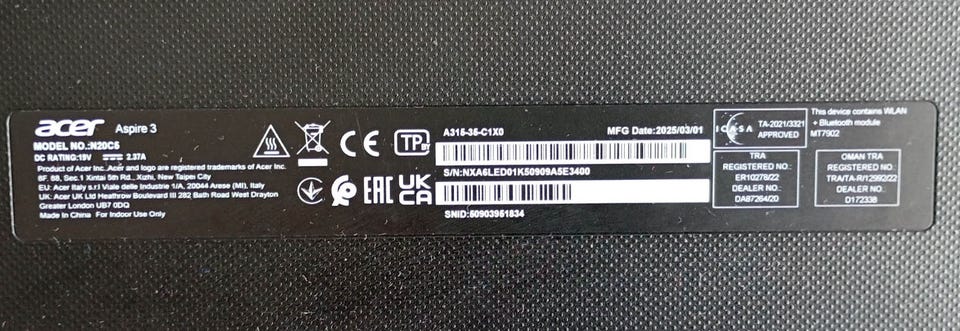 acer Aspire 3
MODEL NO.:N20C5
DC RATING:19V 2.37A
Product of Acer Inc. Acer and Acer logo are registered trademarks of Acer Inc.
8F, 88, Sec.1 Xintai 5th Rd., Xizhi, New Taipei City
EU: Acer Italy s.r.l Viale delle Industrie 1/A, 20044 Arese (MI), Italy
UK: Acer UK Ltd Heathrow Boulevard III 282 Bath Road West Drayton
Greater London UB7 0DQ
Made In China For Indoor Use Only
CE
TP
BY
EAC
UK
CA
A315-35-C1X0 MFG Date:2025/03/01
S/N:NXA6LED01K50909A5E3400
SNID:50903951834
ICASA
TA-2021/3321
APPROVED
This device contains WLAN
+ Bluetooth module
MT7902
TRA
REGISTERED NO.:
ER10278/22
DEALER NO.:
DA87264/20
OMAN TRA
REGISTERED NO.:
TRA/TA-R/12992/22
DEALER NO.:
D172338